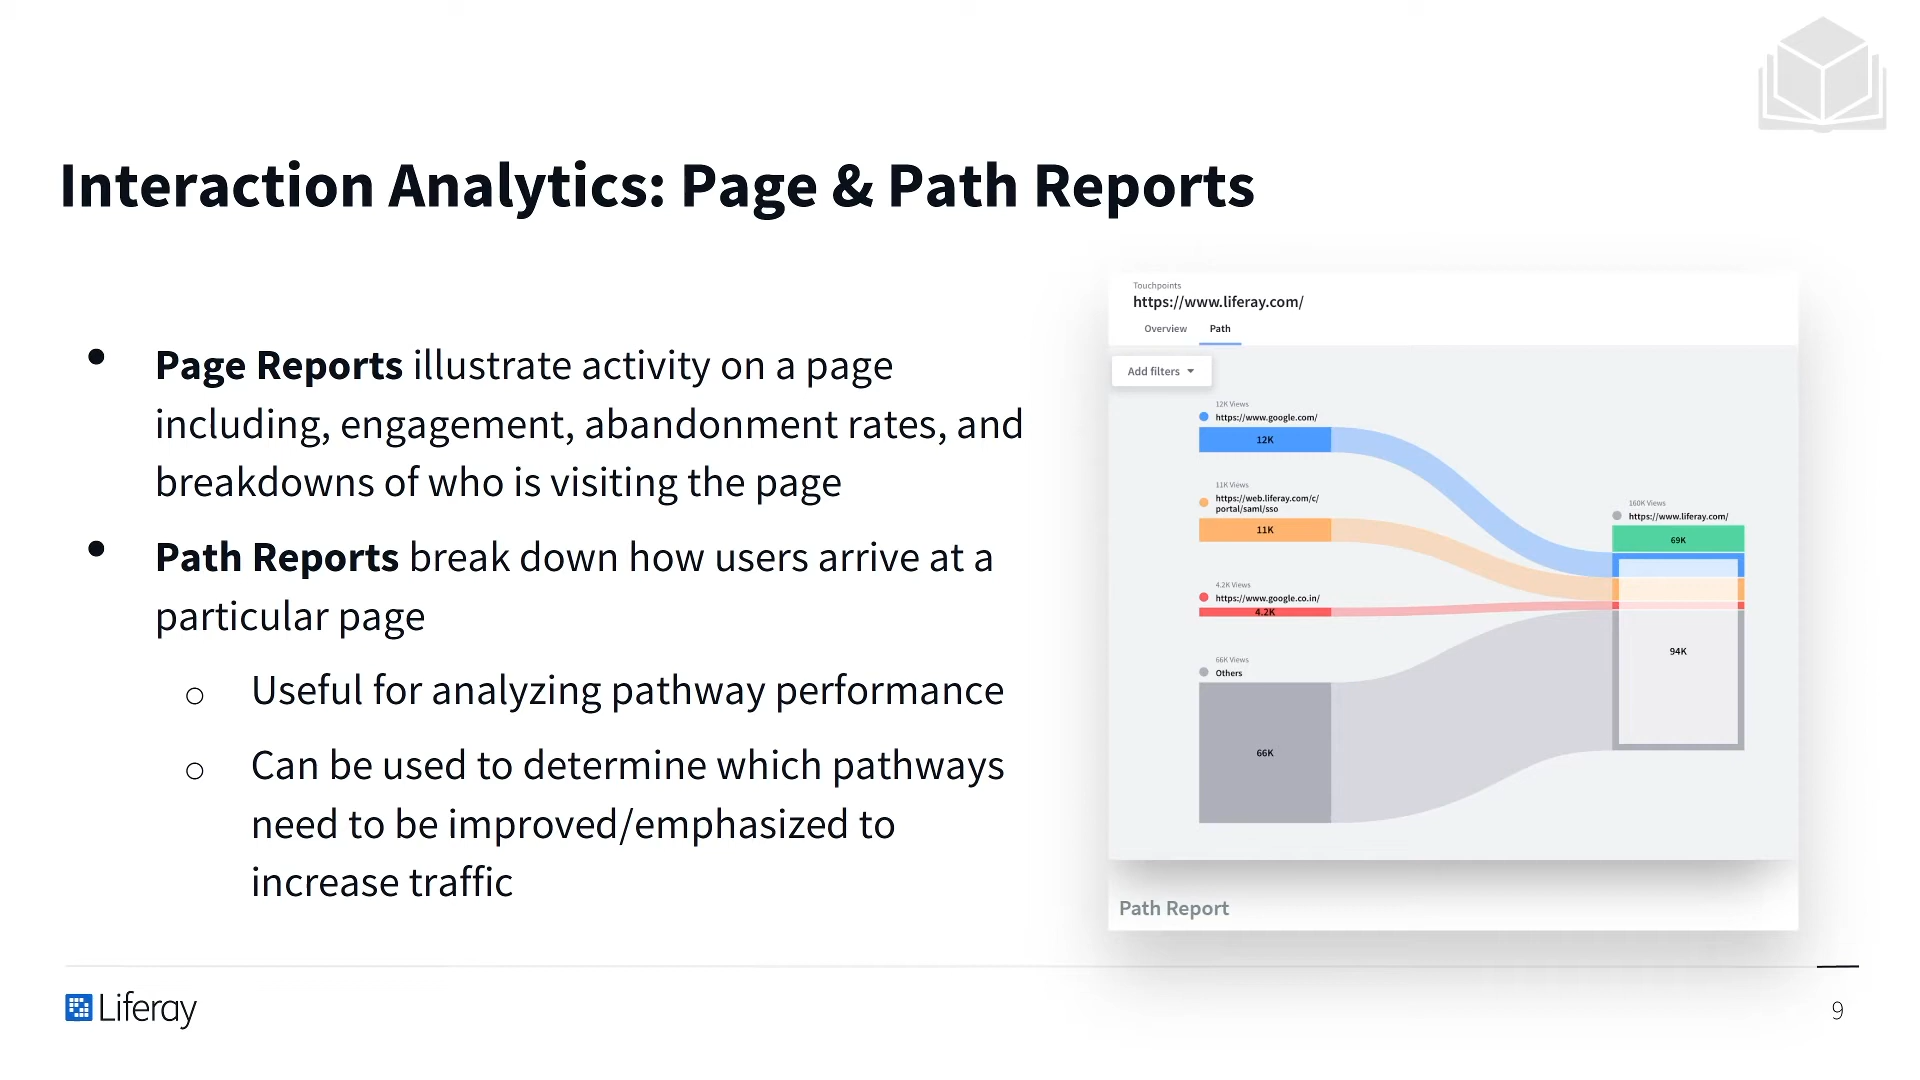 Interaction Analytics: Page & Path Reports
• Page Reports illustrate activity on a page
including, engagement, abandonment rates, and
breakdowns of who is visiting the page
• Path Reports break down how users arrive at a
particular page
o Useful for analyzing pathway performance
o Can be used to determine which pathways
need to be improved/emphasized to
increase traffic
Touchpoints
https://www.liferay.com/
Overview Path
Add filters
12K Views
https://www.google.com/
12K
11K Views
https://web.liferay.com/c/
portal/saml/sso
11K
4.2K Views
https://www.google.co.in/
4.2K
66K Views
Others
66K
160K Views
https://www.liferay.com/
69K
94K
Path Report
Liferay
9